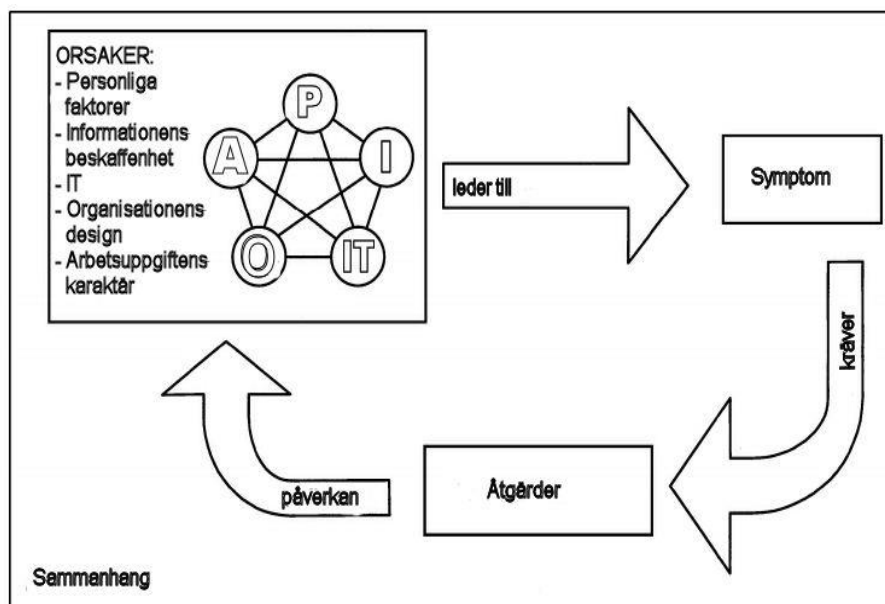 ORSAKER:
- Personliga
faktorer
- Informationens
beskaffenhet
- IT
- Organisationens
design
- Arbetsuppgiftens
karaktär
P
A
I
O
IT
leder till
Symptom
kräver
Åtgärder
påverkan
Sammanhang